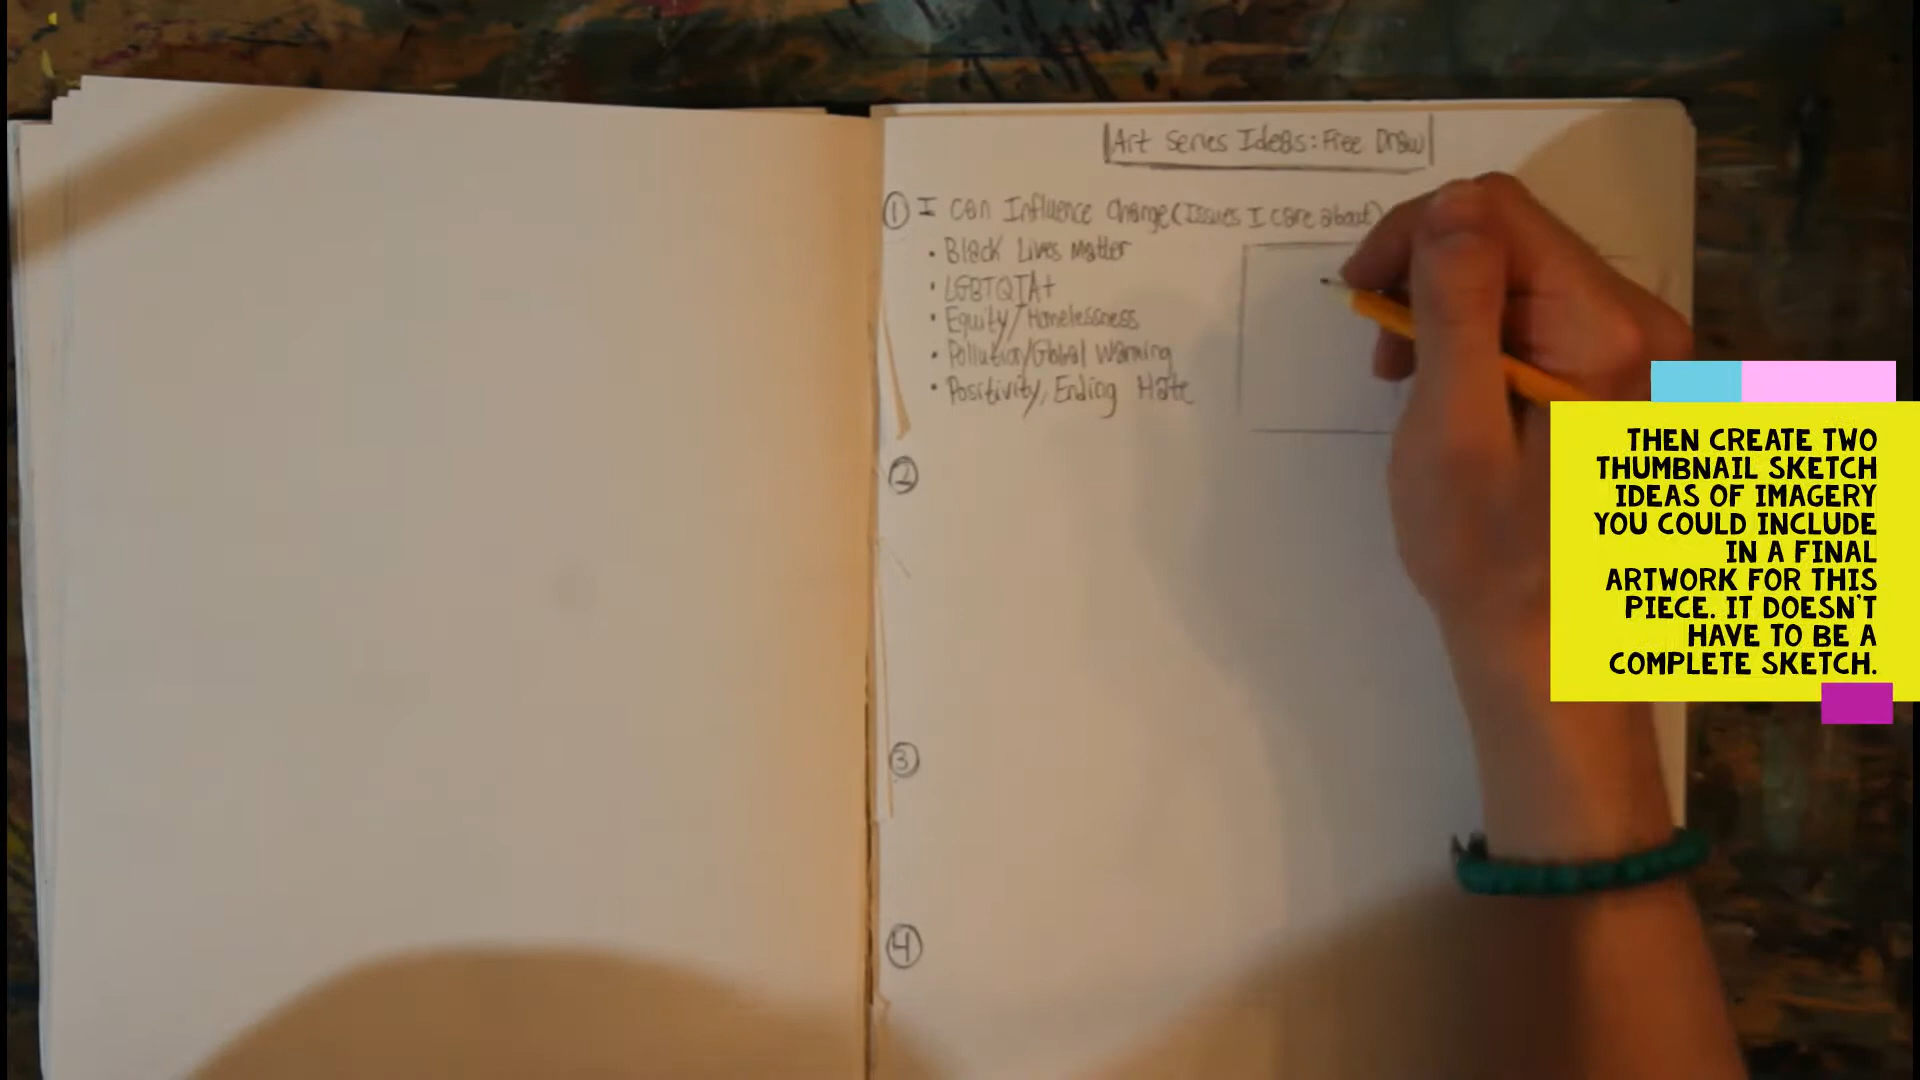 Art Series Ideas: Free Draw
① I can Influence change (Issues I care about)
• Black Lives Matter
• LGBTQIA+
• Equity/Homelessness
• Pollution/Global Warming
• Positivity, Ending Hate
②
③
④
THEN CREATE TWO
THUMBNAIL SKETCH
IDEAS OF IMAGERY
YOU COULD INCLUDE
IN A FINAL
ARTWORK FOR THIS
PIECE. IT DOESN'T
HAVE TO BE A
COMPLETE SKETCH.